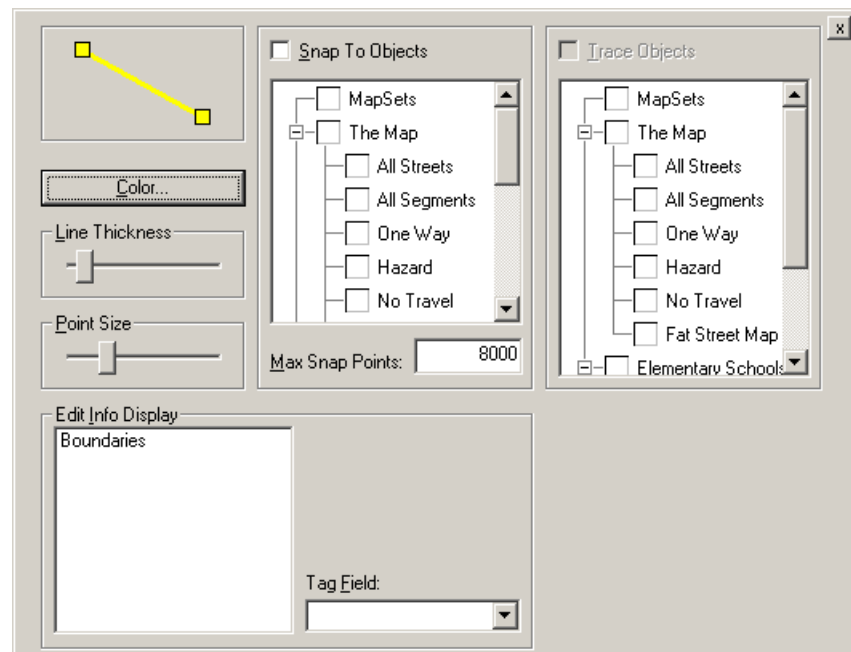 x
Snap To Objects
Trace Objects
MapSets
The Map
All Streets
All Segments
One Way
Hazard
No Travel
Max Snap Points: 8000
MapSets
The Map
All Streets
All Segments
One Way
Hazard
No Travel
Fat Street Map
Elementary Schools
Color...
Line Thickness
Point Size
Edit Info Display
Boundaries
Tag Field: